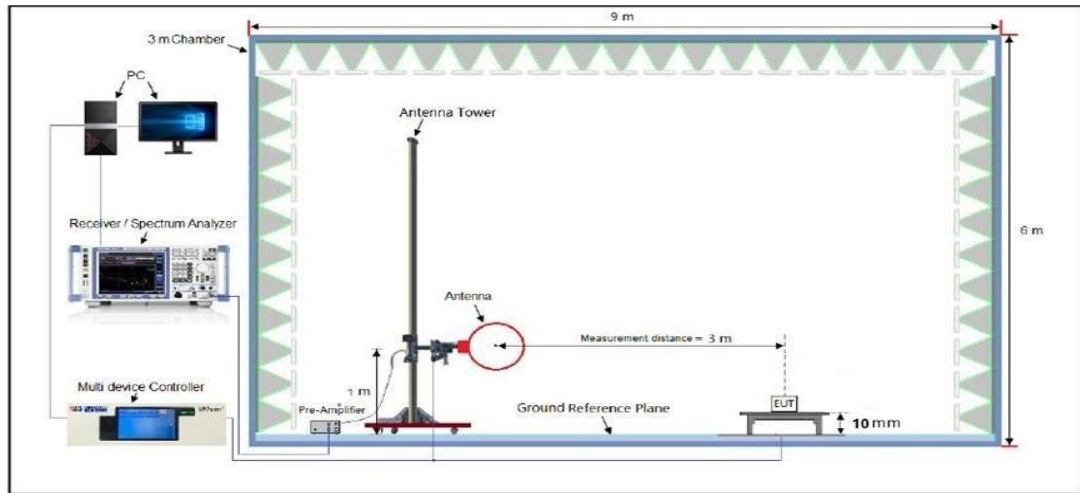 9 m
3 m Chamber
PC
Antenna Tower
Receiver / Spectrum Analyzer
6 m
Antenna
Measurement distance = 3 m
1 m
Multi device Controller
Pre-Amplifier
Ground Reference Plane
EUT
10 mm